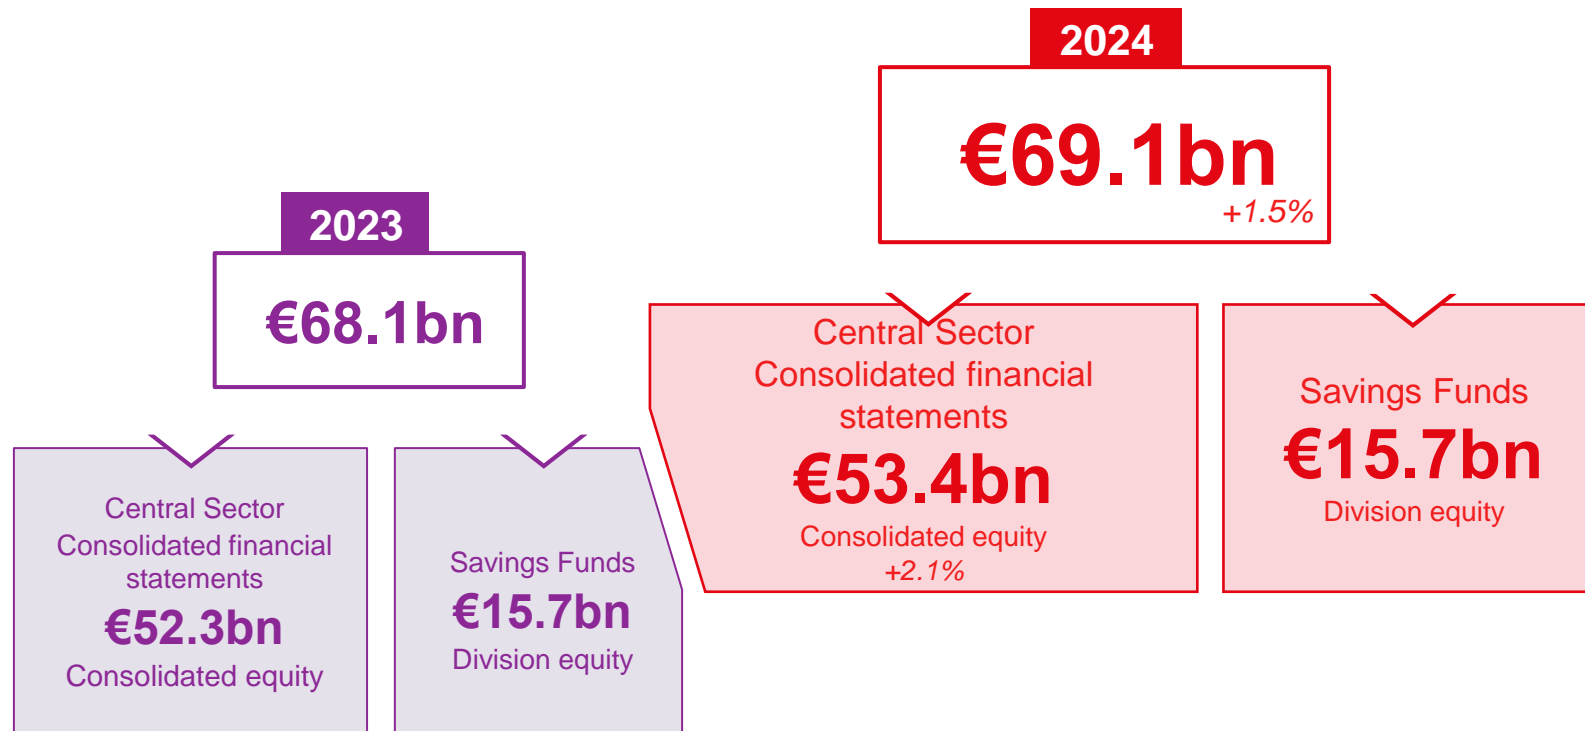 2023
€68.1bn
Central Sector
Consolidated financial
statements
€52.3bn
Consolidated equity
Savings Funds
€15.7bn
Division equity
2024
€69.1bn
+1.5%
Central Sector
Consolidated financial
statements
€53.4bn
Consolidated equity
+2.1%
Savings Funds
€15.7bn
Division equity